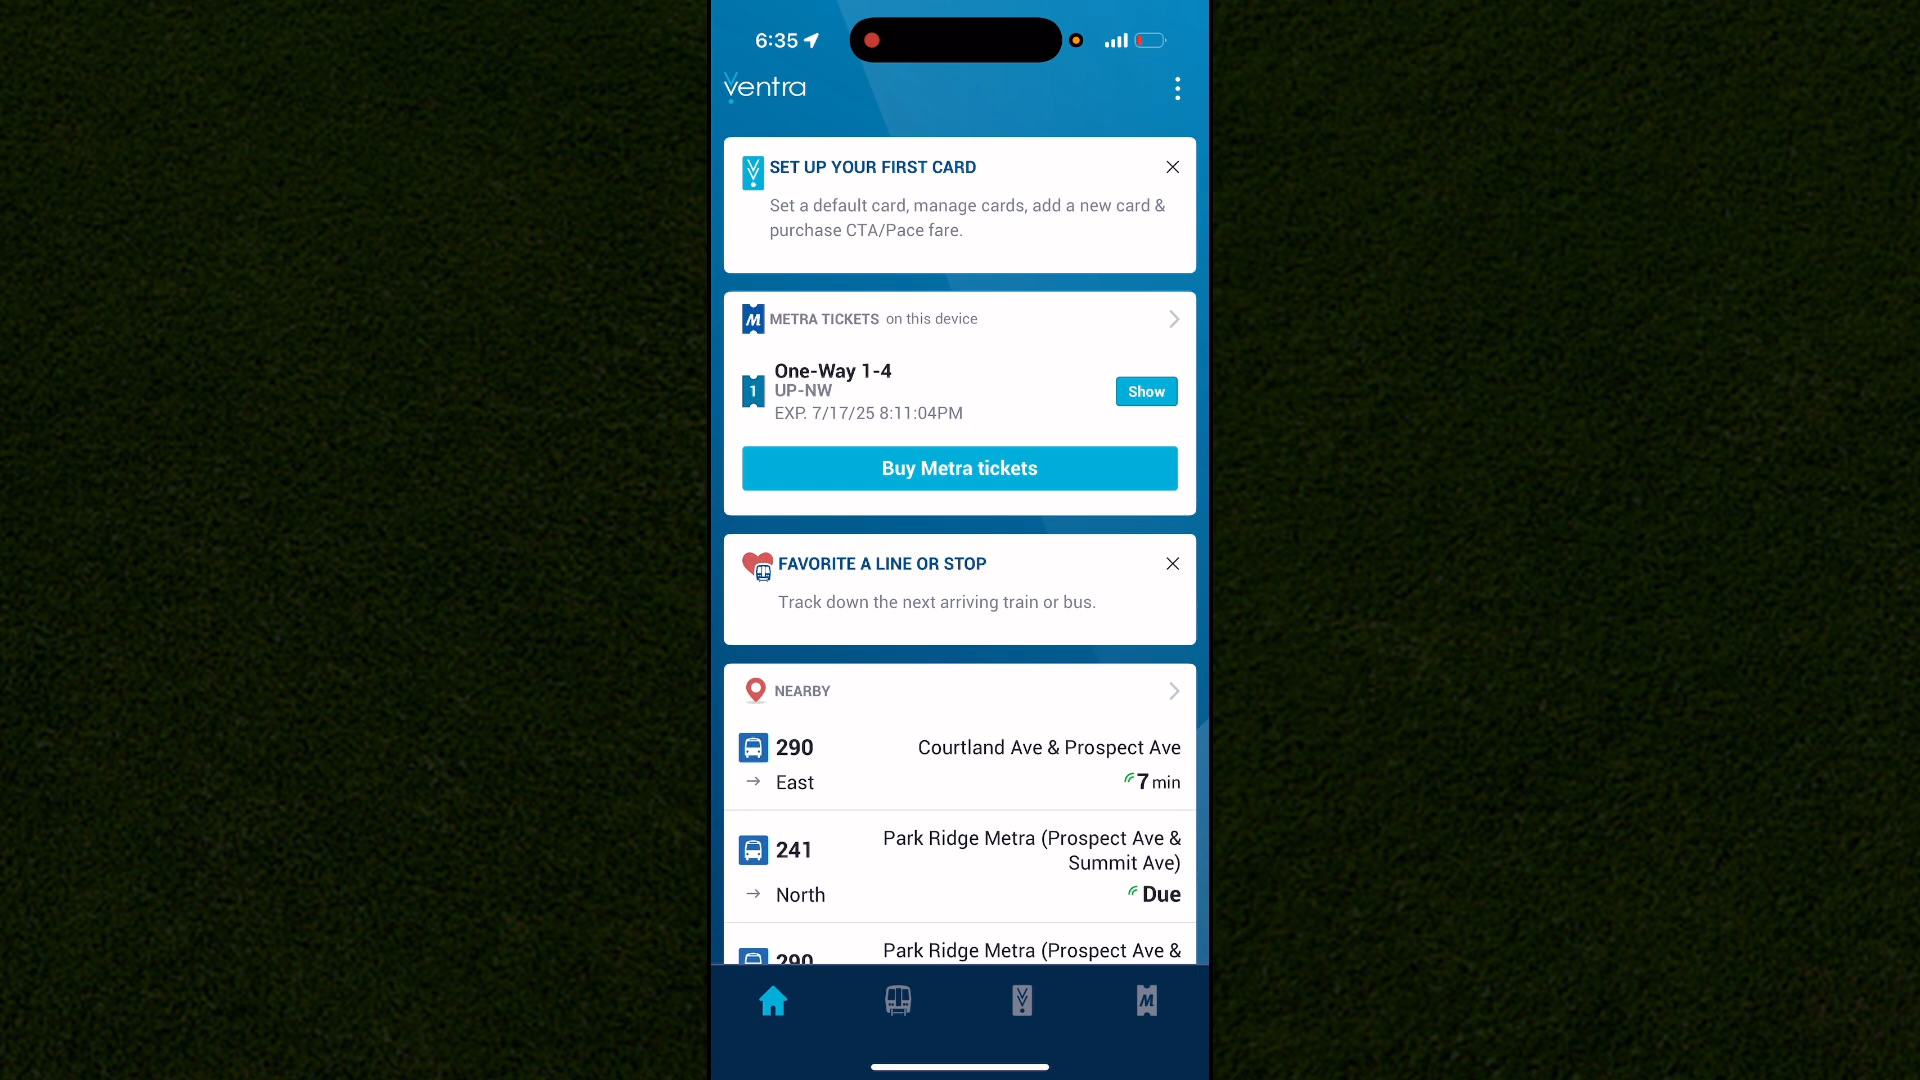 6:35
ventra
SET UP YOUR FIRST CARD
Set a default card, manage cards, add a new card &
purchase CTA/Pace fare.
M
METRA TICKETS on this device
One-Way 1-4
1
UP-NW
Show
EXP. 7/17/25 8:11:04PM
Buy Metra tickets
FAVORITE A LINE OR STOP
Track down the next arriving train or bus.
NEARBY
290
Courtland Ave & Prospect Ave
East
7 min
Park Ridge Metra (Prospect Ave &
241
Summit Ave)
North
Due
Park Ridge Metra (Prospect Ave &
290
M